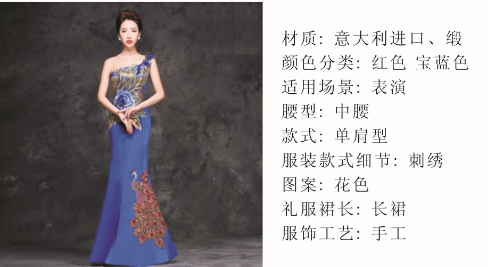 材质: 意大利进口、缎
颜色分类: 红色 宝蓝色
适用场景: 表演
腰型: 中腰
款式: 单肩型
服装款式细节: 刺绣
图案: 花色
礼服裙长: 长裙
服饰工艺: 手工